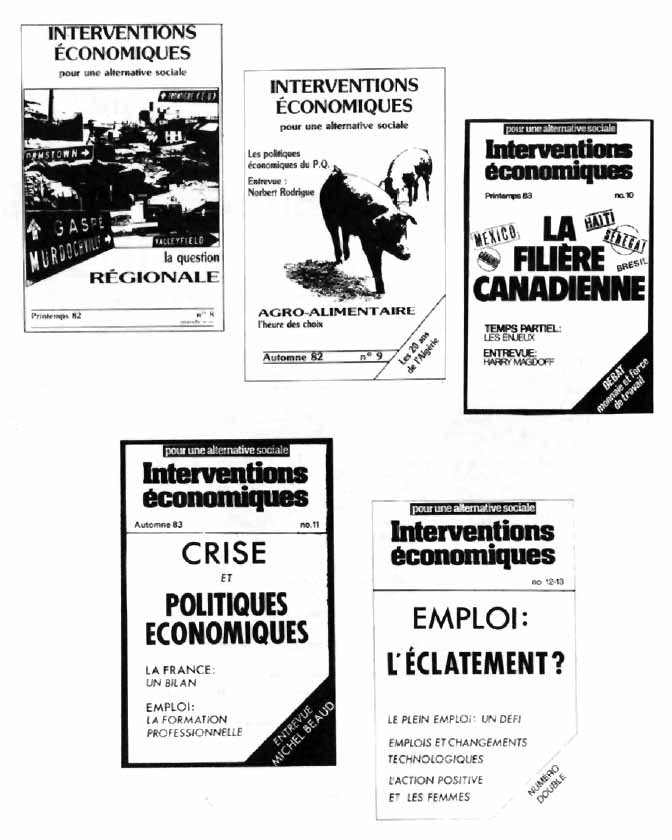 INTERVENTIONS
ÉCONOMIQUES
pour une alternative sociale
ORMSTOWN
GASPÉ
MURDOCHVILLE
VALLEYFIELD
la question
RÉGIONALE
Printemps 82
n° 8
INTERVENTIONS
ÉCONOMIQUES
pour une alternative sociale
Les politiques
économiques du P.Q.
Entrevue :
Norbert Rodrigue
AGRO-ALIMENTAIRE
l'heure des choix
Automne 82
n° 9
Les 20 ans
de l'Algérie
pour une alternative sociale
Interventions
économiques
Printemps 83
no.10
MEXICO
HAITI
BRESIL
LA
FILIÈRE
CANADIENNE
TEMPS PARTIEL:
LES ENJEUX
ENTREVUE:
HARRY MAGDOFF
DÉBAT
monnaie et force
de travail
pour une alternative sociale
Interventions
économiques
Automne 83
no.11
CRISE
ET
POLITIQUES
ECONOMIQUES
LA FRANCE:
UN BILAN
EMPLOI:
LA FORMATION
PROFESSIONNELLE
ENTREVUE
MICHEL BEAUD
pour une alternative sociale
Interventions
économiques
no 12-13
EMPLOI:
L'ÉCLATEMENT?
LE PLEIN EMPLOI: UN DÉFI
EMPLOIS ET CHANGEMENTS
TECHNOLOGIQUES
L'ACTION POSITIVE
ET LES FEMMES
NUMÉRO
DOUBLE